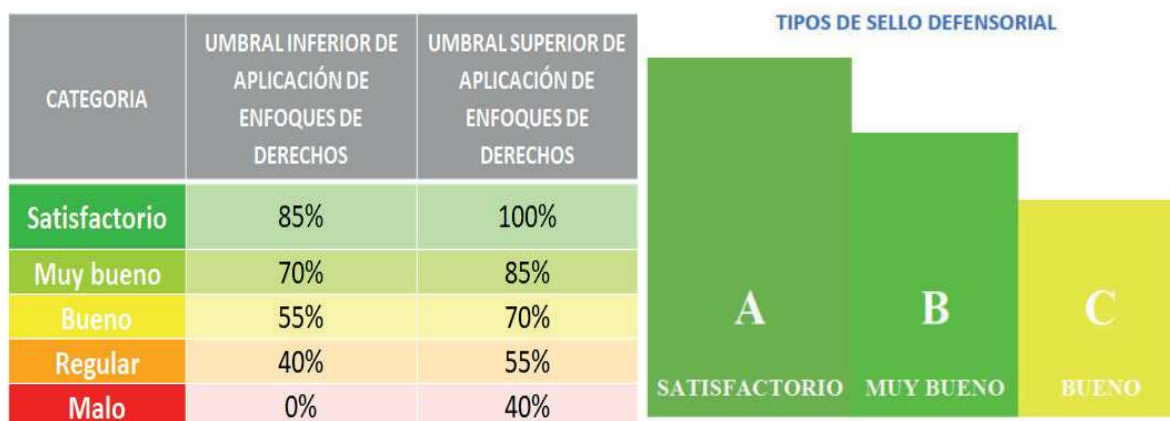 CATEGORIA
UMBRAL INFERIOR DE
APLICACIÓN DE
ENFOQUES DE
DERECHOS
UMBRAL SUPERIOR DE
APLICACIÓN DE
ENFOQUES DE
DERECHOS
Satisfactorio 85% 100%
Muy bueno 70% 85%
Bueno 55% 70%
Regular 40% 55%
Malo 0% 40%
TIPOS DE SELLO DEFENSORIAL
A B C
SATISFACTORIO MUY BUENO BUENO